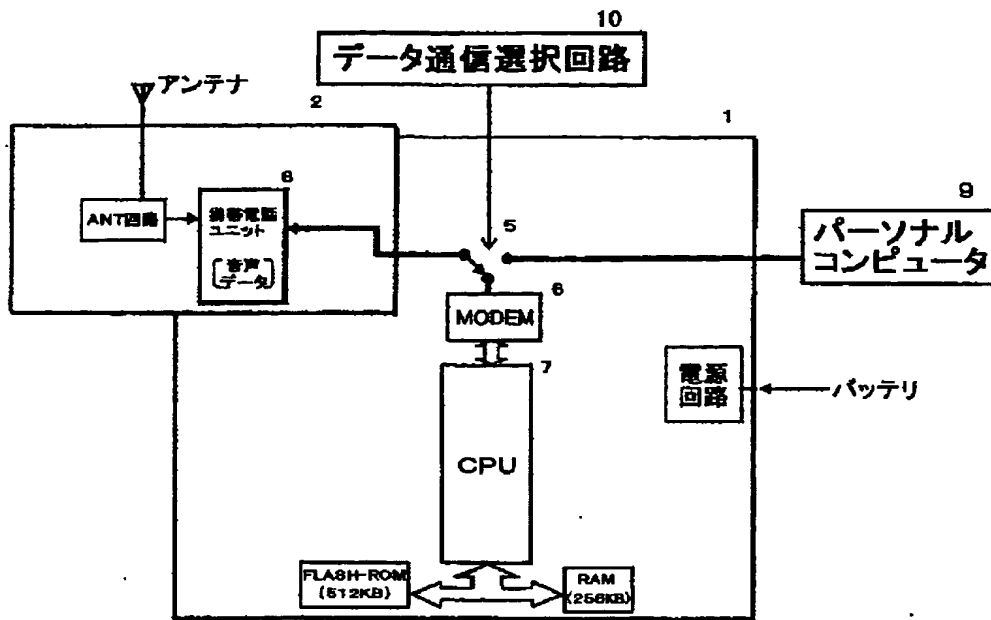 10
データ通信選択回路
アンテナ
2
1
6
ANT回路
携帯電話
ユニット
音声
データ
5
9
パーソナル
コンピュータ
6
MODEM
7
CPU
電源
回路
バッテリ
FLASH-ROM
(512KB)
RAM
(256KB)